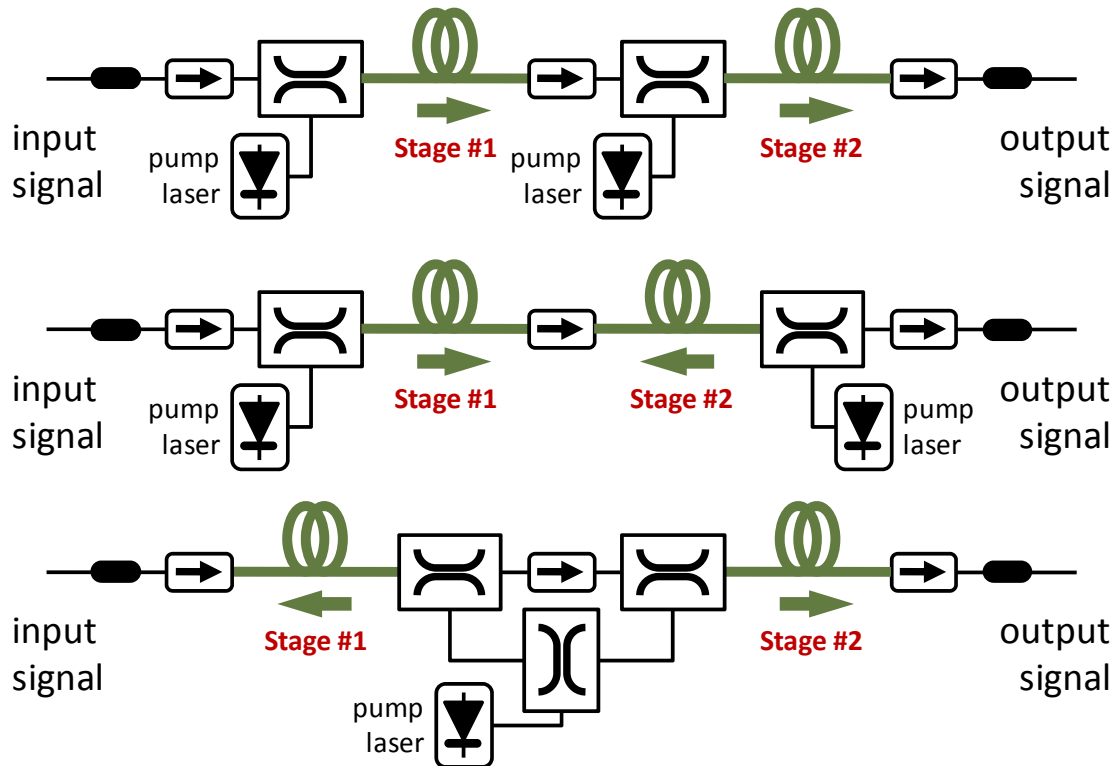 input
signal
pump
laser
Stage #1
pump
laser
Stage #2
output
signal
input
signal
pump
laser
Stage #1
Stage #2
pump
laser
output
signal
input
signal
Stage #1
pump
laser
Stage #2
output
signal